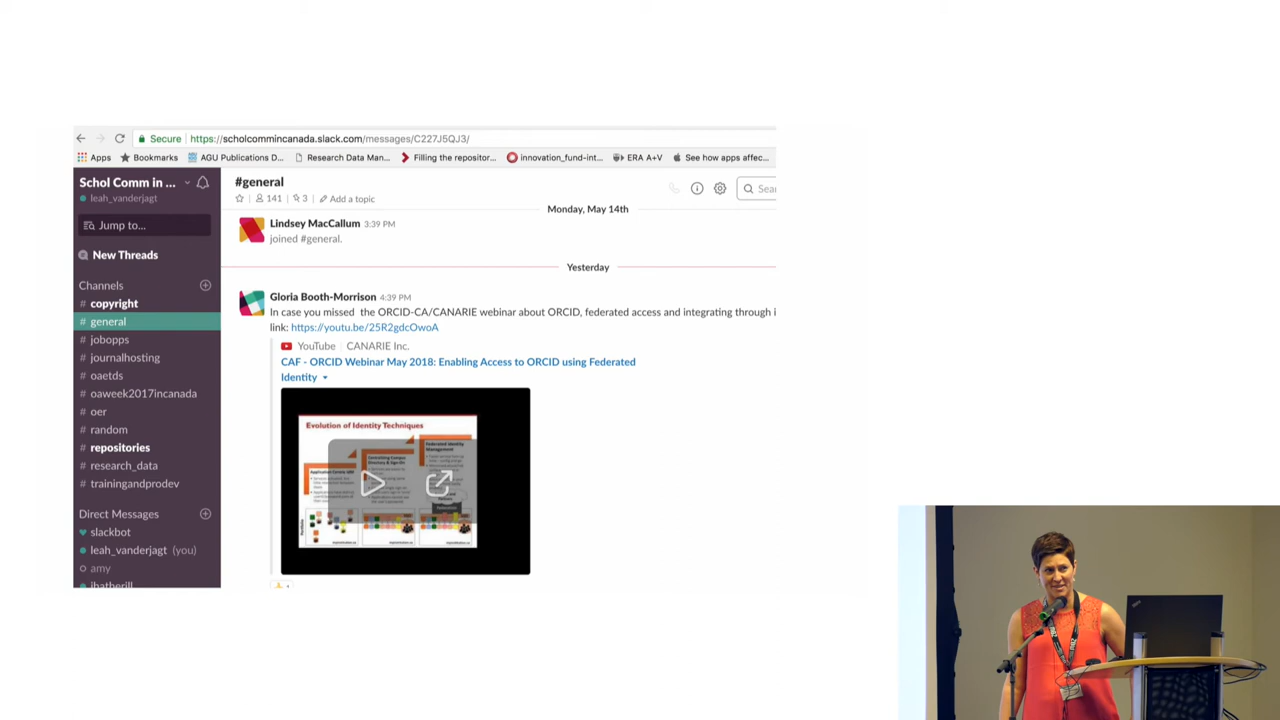 Secure https://scholcommincanada.slack.com/messages/C227J5QJ3/
Apps Bookmarks AGU Publications D... Research Data Man... Filling the repositor... innovation_fund-int... ERA A+V See how apps affec...
Schol Comm in ...
leah_vanderjagt
Jump to...
New Threads
Channels
# copyright
# general
# jobopps
# journalhosting
# oaetds
# oaweek2017incanada
# oer
# random
# repositories
# research_data
# trainingandprodev
Direct Messages
slackbot
leah_vanderjagt (you)
amy
#general
141 3 Add a topic
Monday, May 14th
Lindsey MacCallum 3:39 PM
joined #general.
Yesterday
Gloria Booth-Morrison 4:39 PM
In case you missed the ORCID-CA/CANARIE webinar about ORCID, federated access and integrating through i
link: https://youtu.be/25R2gdcOwoA
YouTube CANARIE Inc.
CAF - ORCID Webinar May 2018: Enabling Access to ORCID using Federated
Identity
Evolution of Identity Techniques
Federated Identity
Management